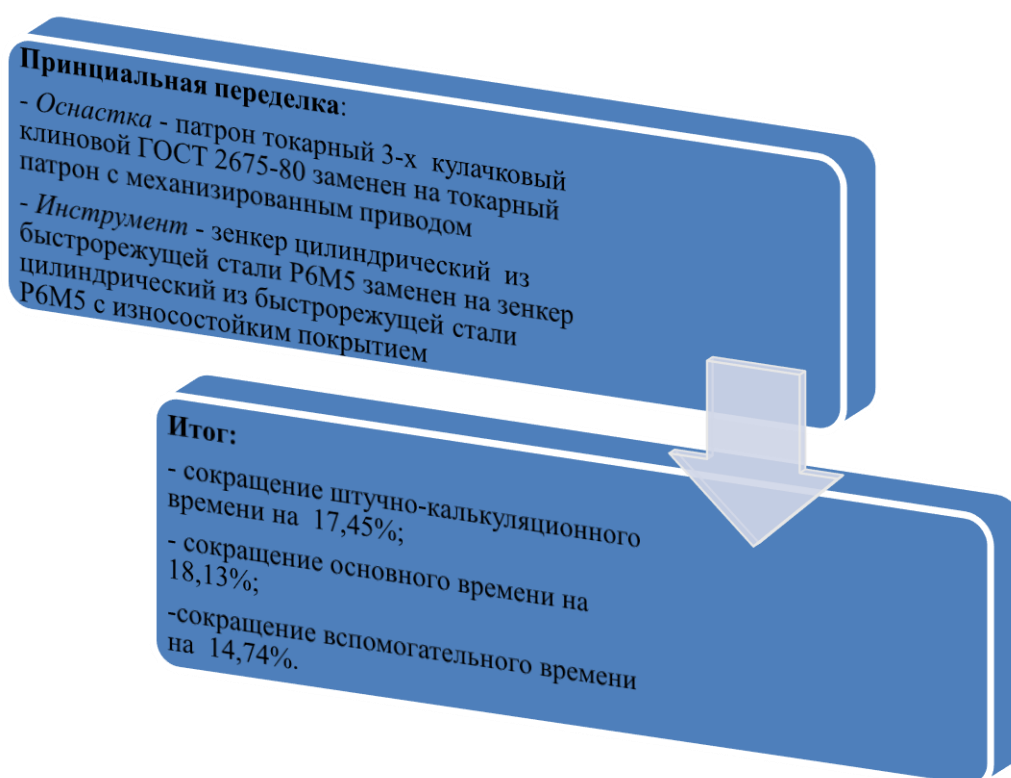 Принциальная переделка:
- Оснастка - патрон токарный 3-х кулачковый
клиновой ГОСТ 2675-80 заменен на токарный
патрон с механизированным приводом
- Инструмент - зенкер цилиндрический из
быстрорежущей стали Р6М5 заменен на зенкер
цилиндрический из быстрорежущей стали
Р6М5 с износостойким покрытием
Итог:
- сокращение штучно-калькуляционного
времени на 17,45%;
- сокращение основного времени на
18,13%;
-сокращение вспомогательного времени
на 14,74%.